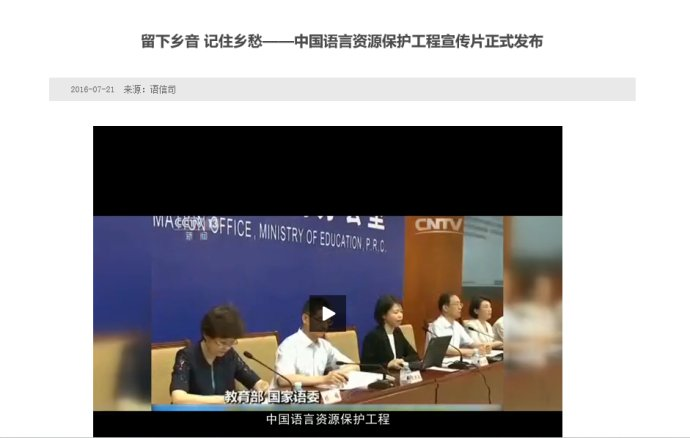 留下乡音 记住乡愁——中国语言资源保护工程宣传片正式发布
2016-07-21 来源：语信司
CNTV
新闻
OFFICE, MINISTRY OF EDUCATION, P.R.C.
教育部 国家语委
中国语言资源保护工程